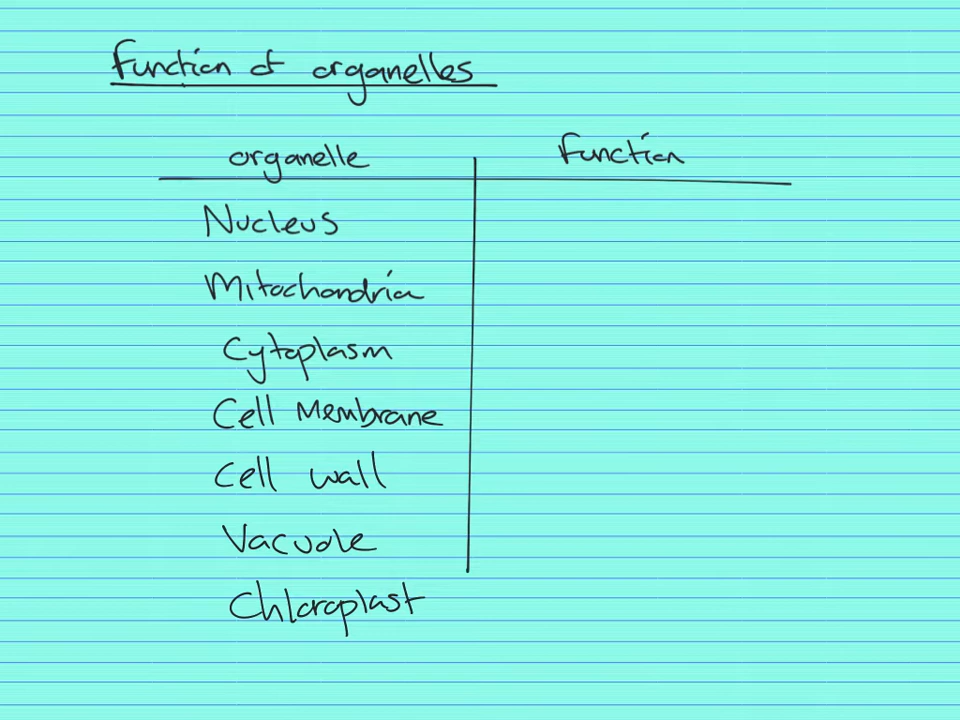 Function of organelles
organelle Function
Nucleus
Mitochondria
Cytoplasm
Cell Membrane
Cell wall
Vacuole
Chloroplast